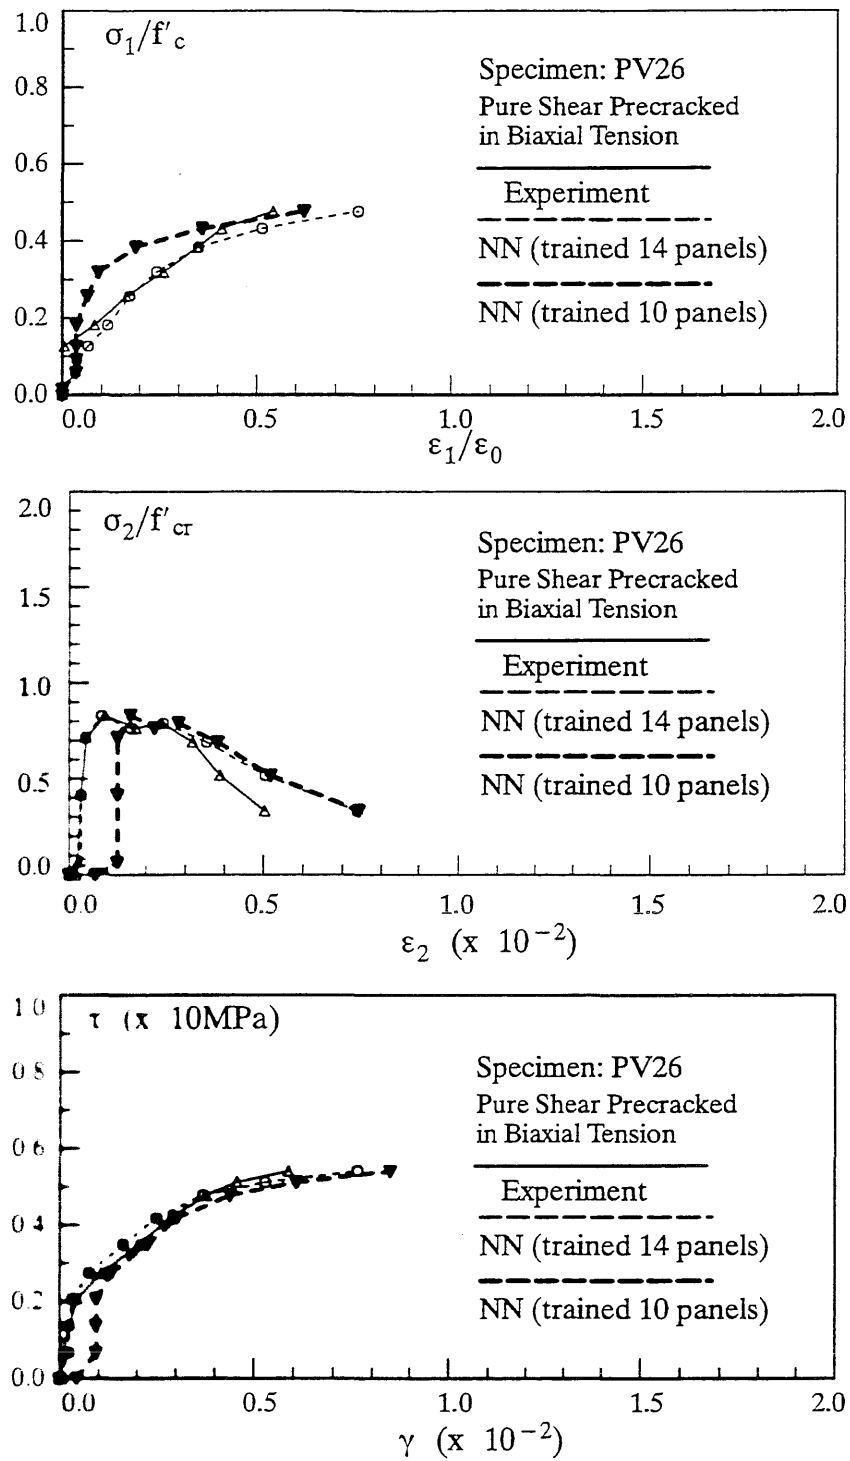 1.0
σ1/f'c
0.8
0.6
0.4
0.2
0.0
Specimen: PV26
Pure Shear Precracked
in Biaxial Tension
Experiment
NN (trained 14 panels)
NN (trained 10 panels)
0.0 0.5 1.0 1.5 2.0
ε1/ε0
2.0
σ2/f'cr
1.5
1.0
0.5
0.0
Specimen: PV26
Pure Shear Precracked
in Biaxial Tension
Experiment
NN (trained 14 panels)
NN (trained 10 panels)
0.0 0.5 1.0 1.5 2.0
ε2 (x 10−2)
1.0
τ (x 10MPa)
0.8
0.6
0.4
0.2
0.0
Specimen: PV26
Pure Shear Precracked
in Biaxial Tension
Experiment
NN (trained 14 panels)
NN (trained 10 panels)
0.0 0.5 1.0 1.5 2.0
γ (x 10−2)